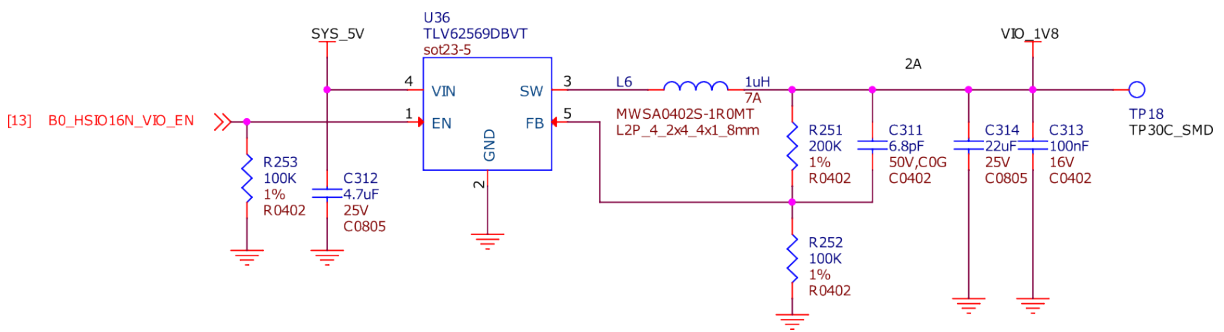 U36
TLV62569DBVT
sot23-5
SYS_5V
VIO_1V8
2A
4
VIN
SW
3
L6
1uH
7A
MWSA0402S-1R0MT
L2P_4_2x4_4x1_8mm
TP18
TP30C_SMD
[13] B0_HSIO16N_VIO_EN
1
EN
FB
5
GND
2
R253
100K
1%
R0402
C312
4.7uF
25V
C0805
R251
200K
1%
R0402
C311
6.8pF
50V,C0G
C0402
C314
22uF
25V
C0805
C313
100nF
16V
C0402
R252
100K
1%
R0402